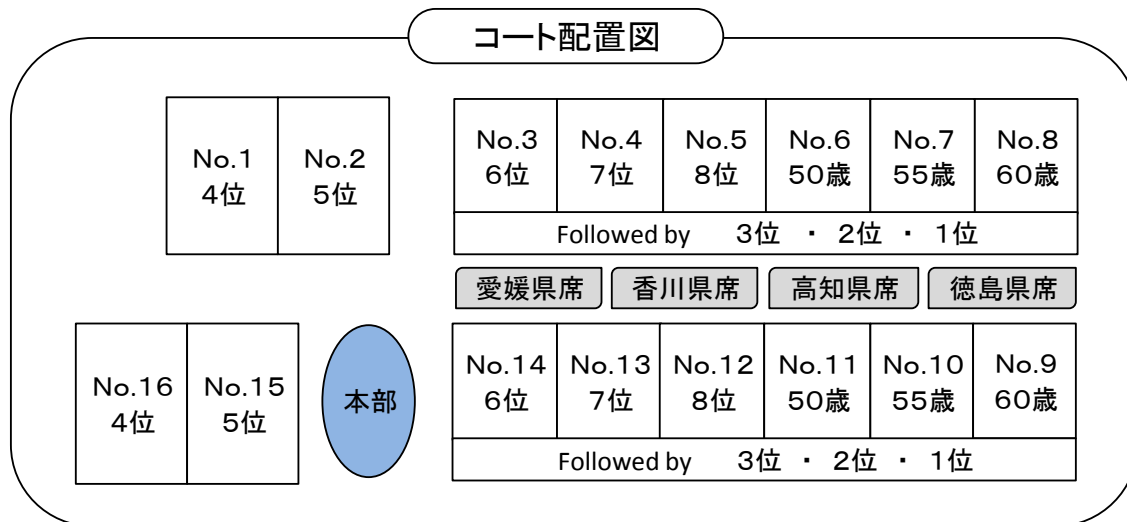 コート配置図
No.1
4位
No.2
5位
No.3
6位
No.4
7位
No.5
8位
No.6
50歳
No.7
55歳
No.8
60歳
Followed by 3位 ・ 2位 ・ 1位
愛媛県席
香川県席
高知県席
徳島県席
No.16
4位
No.15
5位
本部
No.14
6位
No.13
7位
No.12
8位
No.11
50歳
No.10
55歳
No.9
60歳
Followed by 3位 ・ 2位 ・ 1位